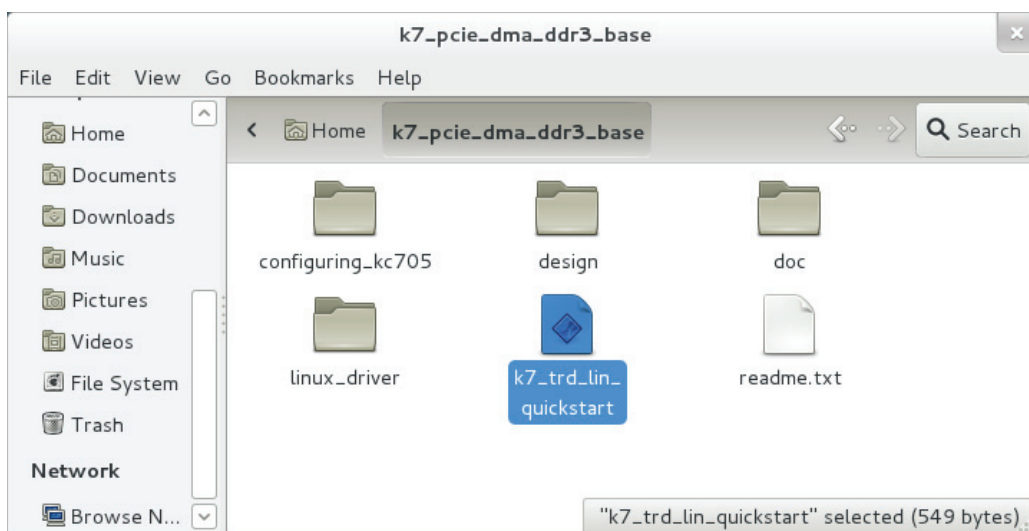 k7_pcie_dma_ddr3_base
File Edit View Go Bookmarks Help
Home
Documents
Downloads
Music
Pictures
Videos
File System
Trash
Network
Browse N...
Home k7_pcie_dma_ddr3_base
Search
configuring_kc705
design
doc
linux_driver
k7_trd_lin_
quickstart
readme.txt
"k7_trd_lin_quickstart" selected (549 bytes)